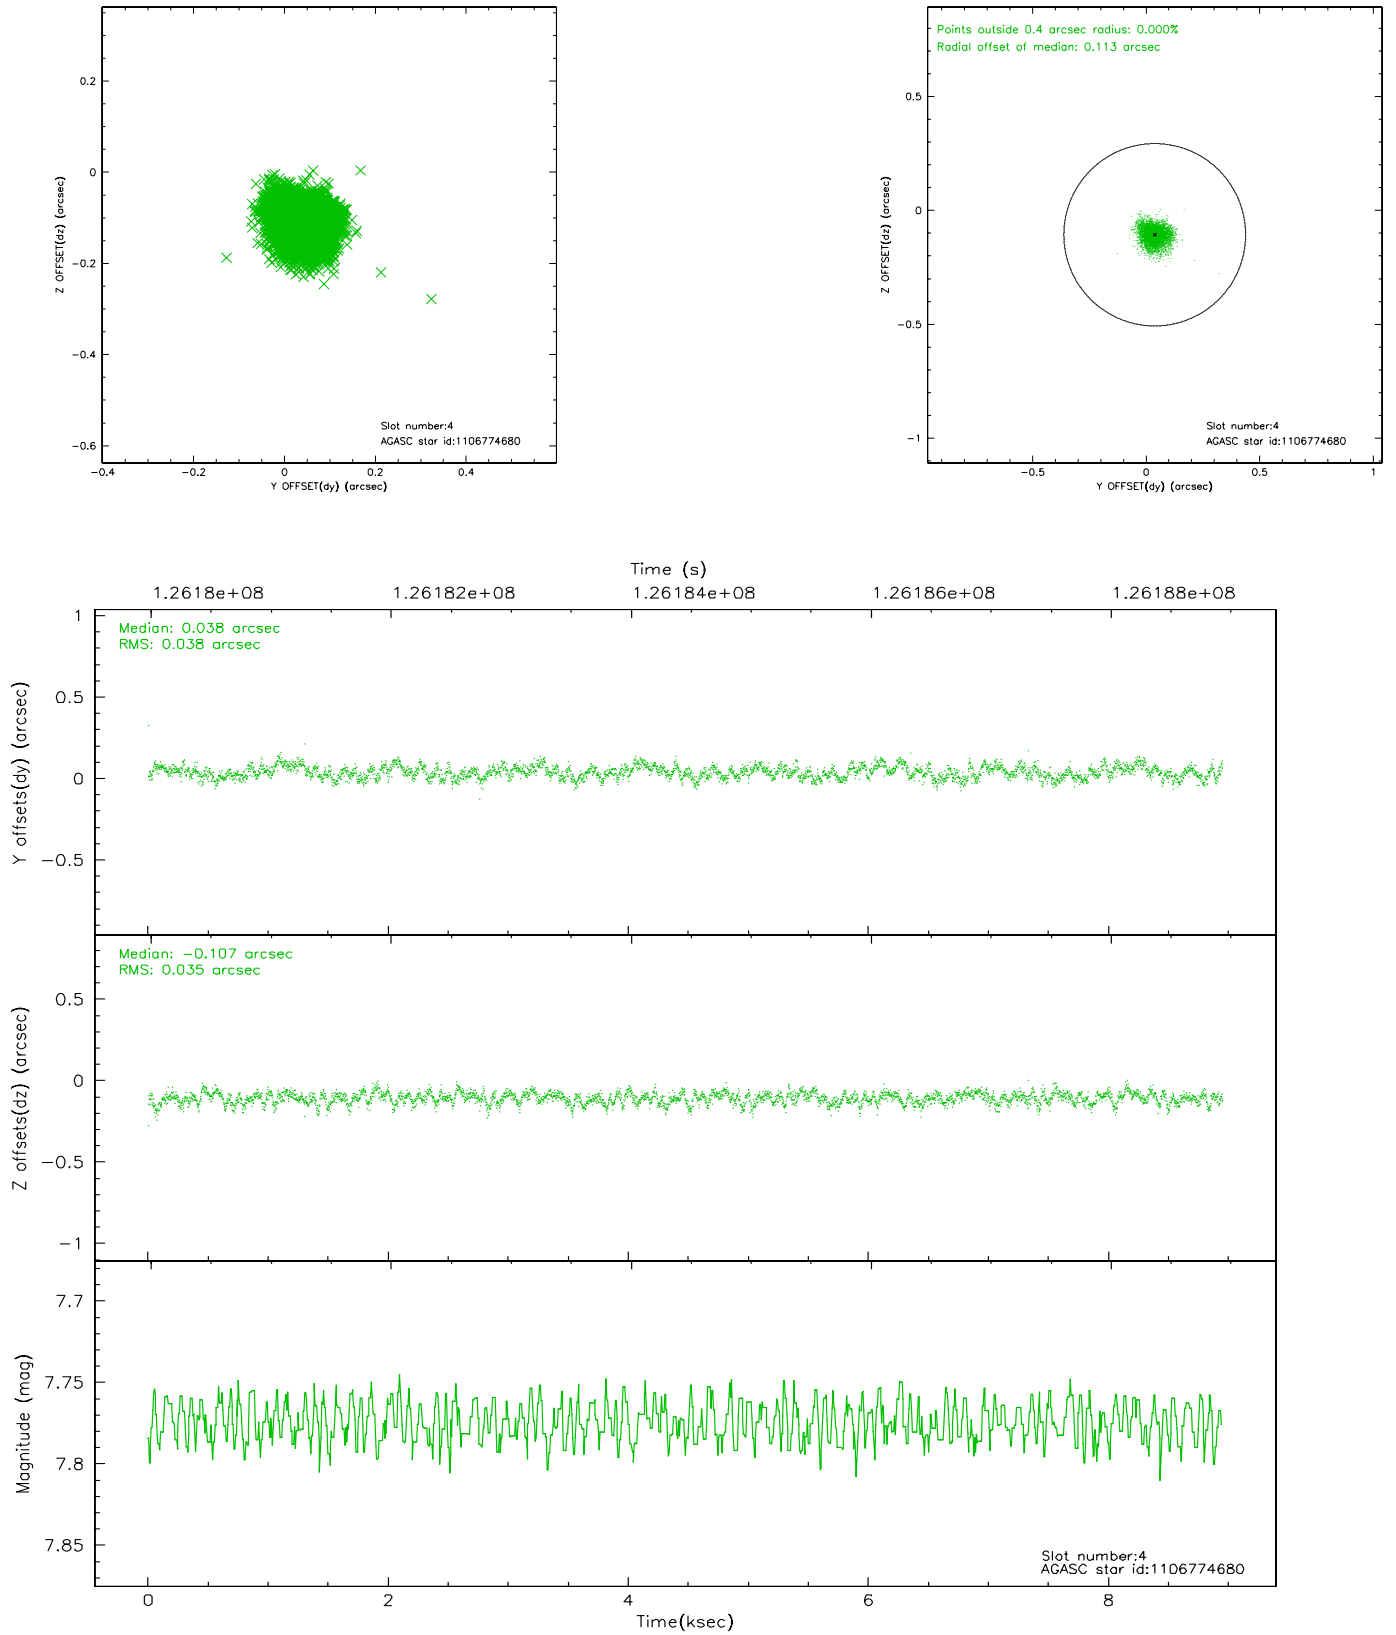 0.2
0
−0.2
−0.4
−0.6
Z OFFSET(dz) (arcsec)
Slot number:4
AGASC star id:1106774680
−0.4 −0.2 0 0.2 0.4
Y OFFSET(dy) (arcsec)
Points outside 0.4 arcsec radius: 0.000%
Radial offset of median: 0.113 arcsec
0.5
0
−0.5
−1
Z OFFSET(dz) (arcsec)
Slot number:4
AGASC star id:1106774680
−0.5 0 0.5 1
Y OFFSET(dy) (arcsec)
Time (s)
1.2618e+08 1.26182e+08 1.26184e+08 1.26186e+08 1.26188e+08
Median: 0.038 arcsec
RMS: 0.038 arcsec
1
0.5
0
−0.5
Y offsets(dy) (arcsec)
Median: −0.107 arcsec
RMS: 0.035 arcsec
0.5
0
−0.5
−1
Z offsets(dz) (arcsec)
7.7
7.75
7.8
7.85
Magnitude (mag)
Slot number:4
AGASC star id:1106774680
0 2 4 6 8
Time(ksec)